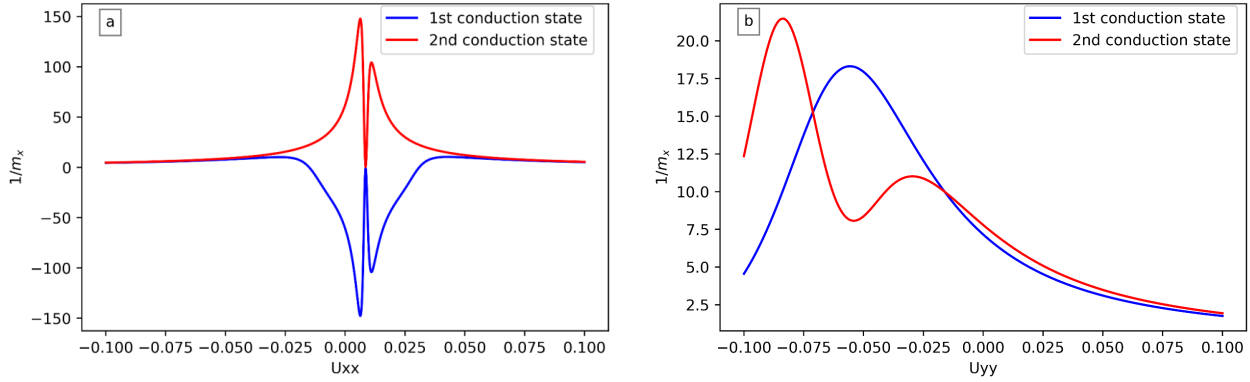 a
1st conduction state
2nd conduction state
150
100
50
0
−50
−100
−150
1/mx
−0.100 −0.075 −0.050 −0.025 0.000 0.025 0.050 0.075 0.100
Uxx
b
1st conduction state
2nd conduction state
20.0
17.5
15.0
12.5
10.0
7.5
5.0
2.5
1/mx
−0.100 −0.075 −0.050 −0.025 0.000 0.025 0.050 0.075 0.100
Uyy